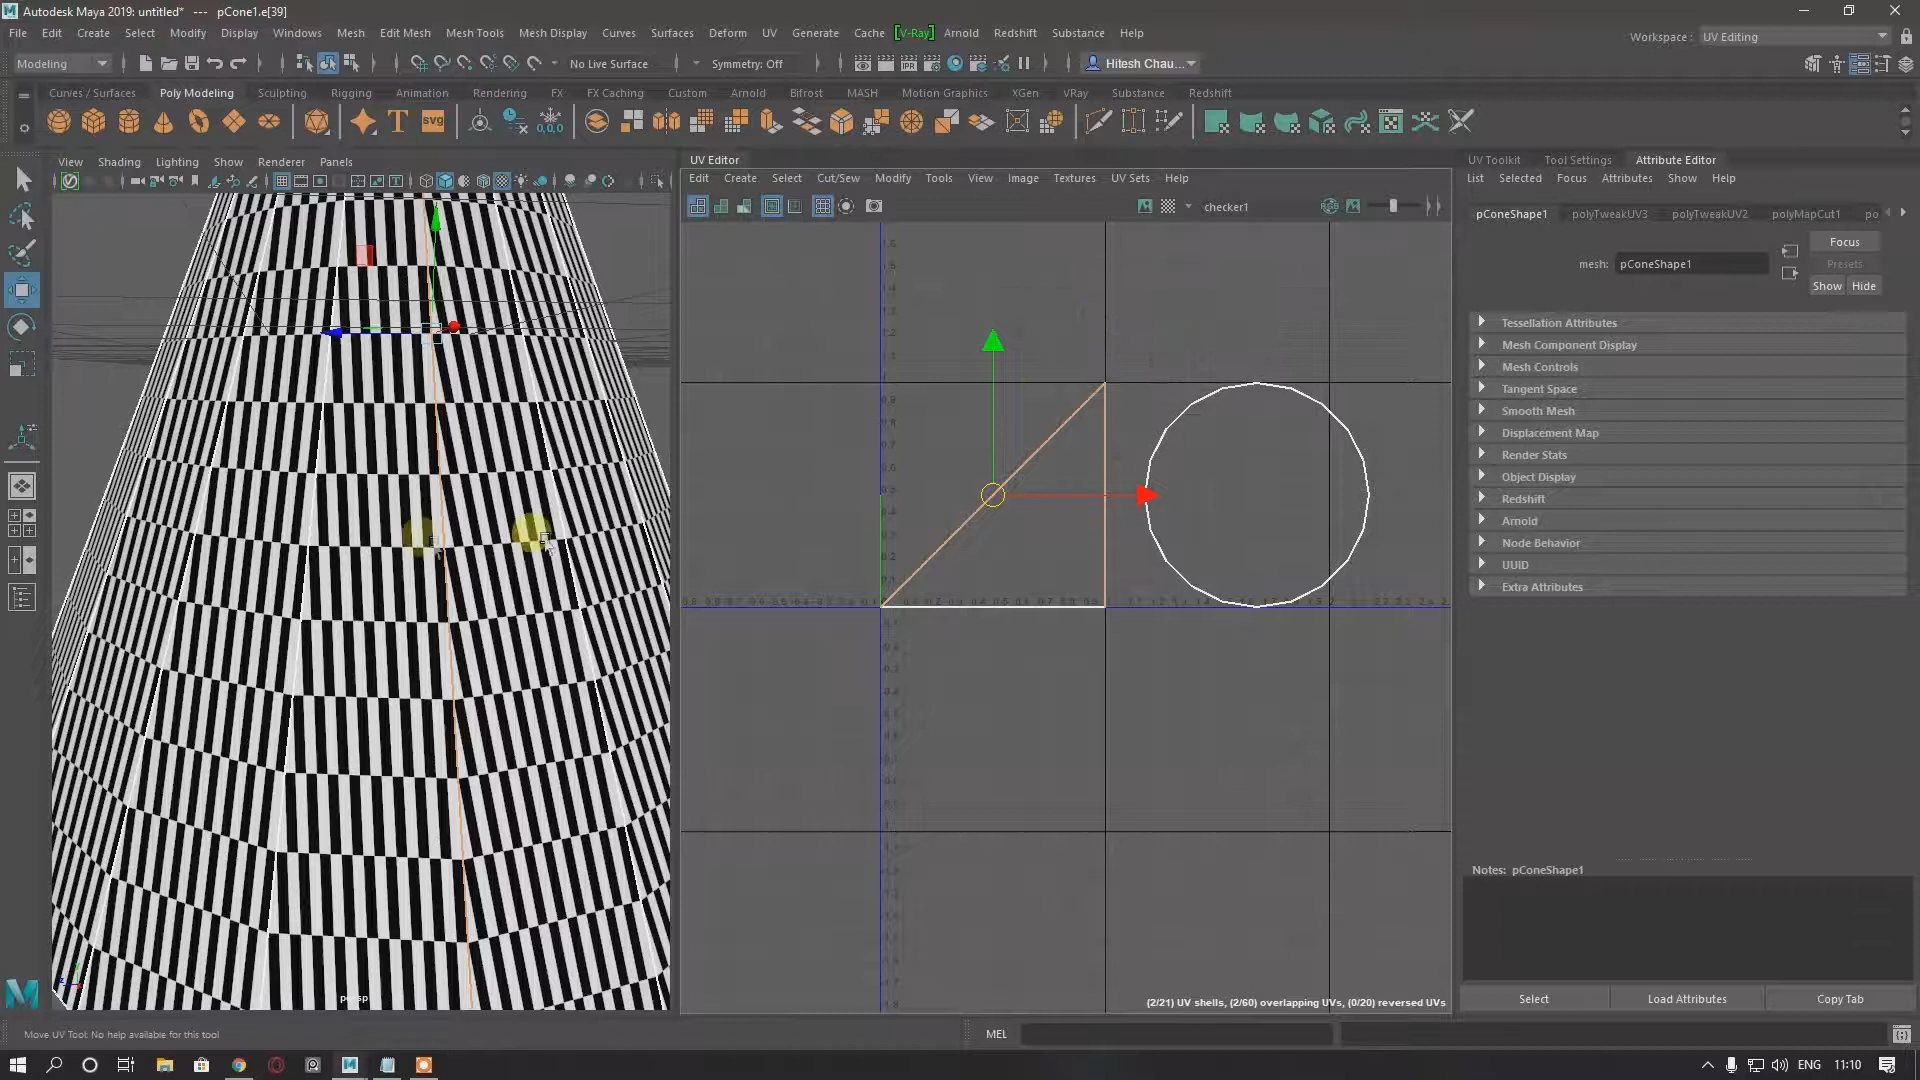 Autodesk Maya 2019: untitled* --- pCone1.e[39]
File Edit Create Select Modify Display Windows Mesh Edit Mesh Mesh Tools Mesh Display Curves Surfaces Deform UV Generate Cache [V-Ray] Arnold Redshift Substance Help
Workspace : UV Editing
Modeling No Live Surface Symmetry: Off Hitesh Chau...
Curves / Surfaces Poly Modeling Sculpting Rigging Animation Rendering FX FX Caching Custom Arnold Bifrost MASH Motion Graphics XGen VRay Substance Redshift
View Shading Lighting Show Renderer Panels
UV Editor
UV Toolkit Tool Settings Attribute Editor
Edit Create Select Cut/Sew Modify Tools View Image Textures UV Sets Help
List Selected Focus Attributes Show Help
checker1
pConeShape1 polyTweakUV3 polyTweakUV2 polyMapCut1 po
Focus
mesh: pConeShape1
Presets
Show Hide
Tessellation Attributes
Mesh Component Display
Mesh Controls
Tangent Space
Smooth Mesh
Displacement Map
Render Stats
Object Display
Redshift
Arnold
Node Behavior
UUID
Extra Attributes
Notes: pConeShape1
persp
(2/21) UV shells, (2/60) overlapping UVs, (0/20) reversed UVs
Select Load Attributes Copy Tab
Move UV Tool: No help available for this tool
MEL
ENG 11:10